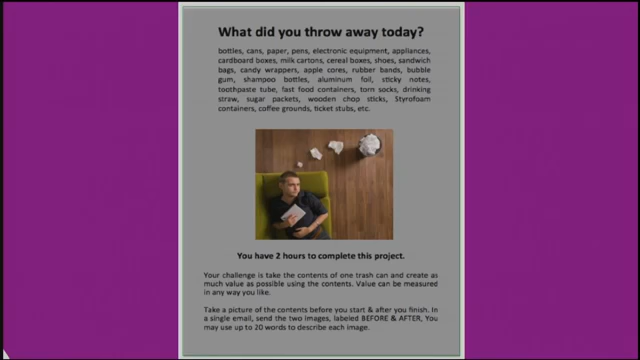 What did you throw away today?
bottles, cans, paper, pens, electronic equipment, appliances,
cardboard boxes, milk cartons, cereal boxes, shoes, sandwich
bags, candy wrappers, apple cores, rubber bands, bubble
gum, shampoo bottles, aluminum foil, sticky notes,
toothpaste tube, fast food containers, torn socks, drinking
straw, sugar packets, wooden chop sticks, Styrofoam
containers, coffee grounds, ticket stubs, etc.
You have 2 hours to complete this project.
Your challenge is take the contents of one trash can and create as
much value as possible using the contents. Value can be measured
in any way you like.
Take a picture of the contents before you start & after you finish. In
a single email, send the two images, labeled BEFORE & AFTER, You
may use up to 20 words to describe each image.